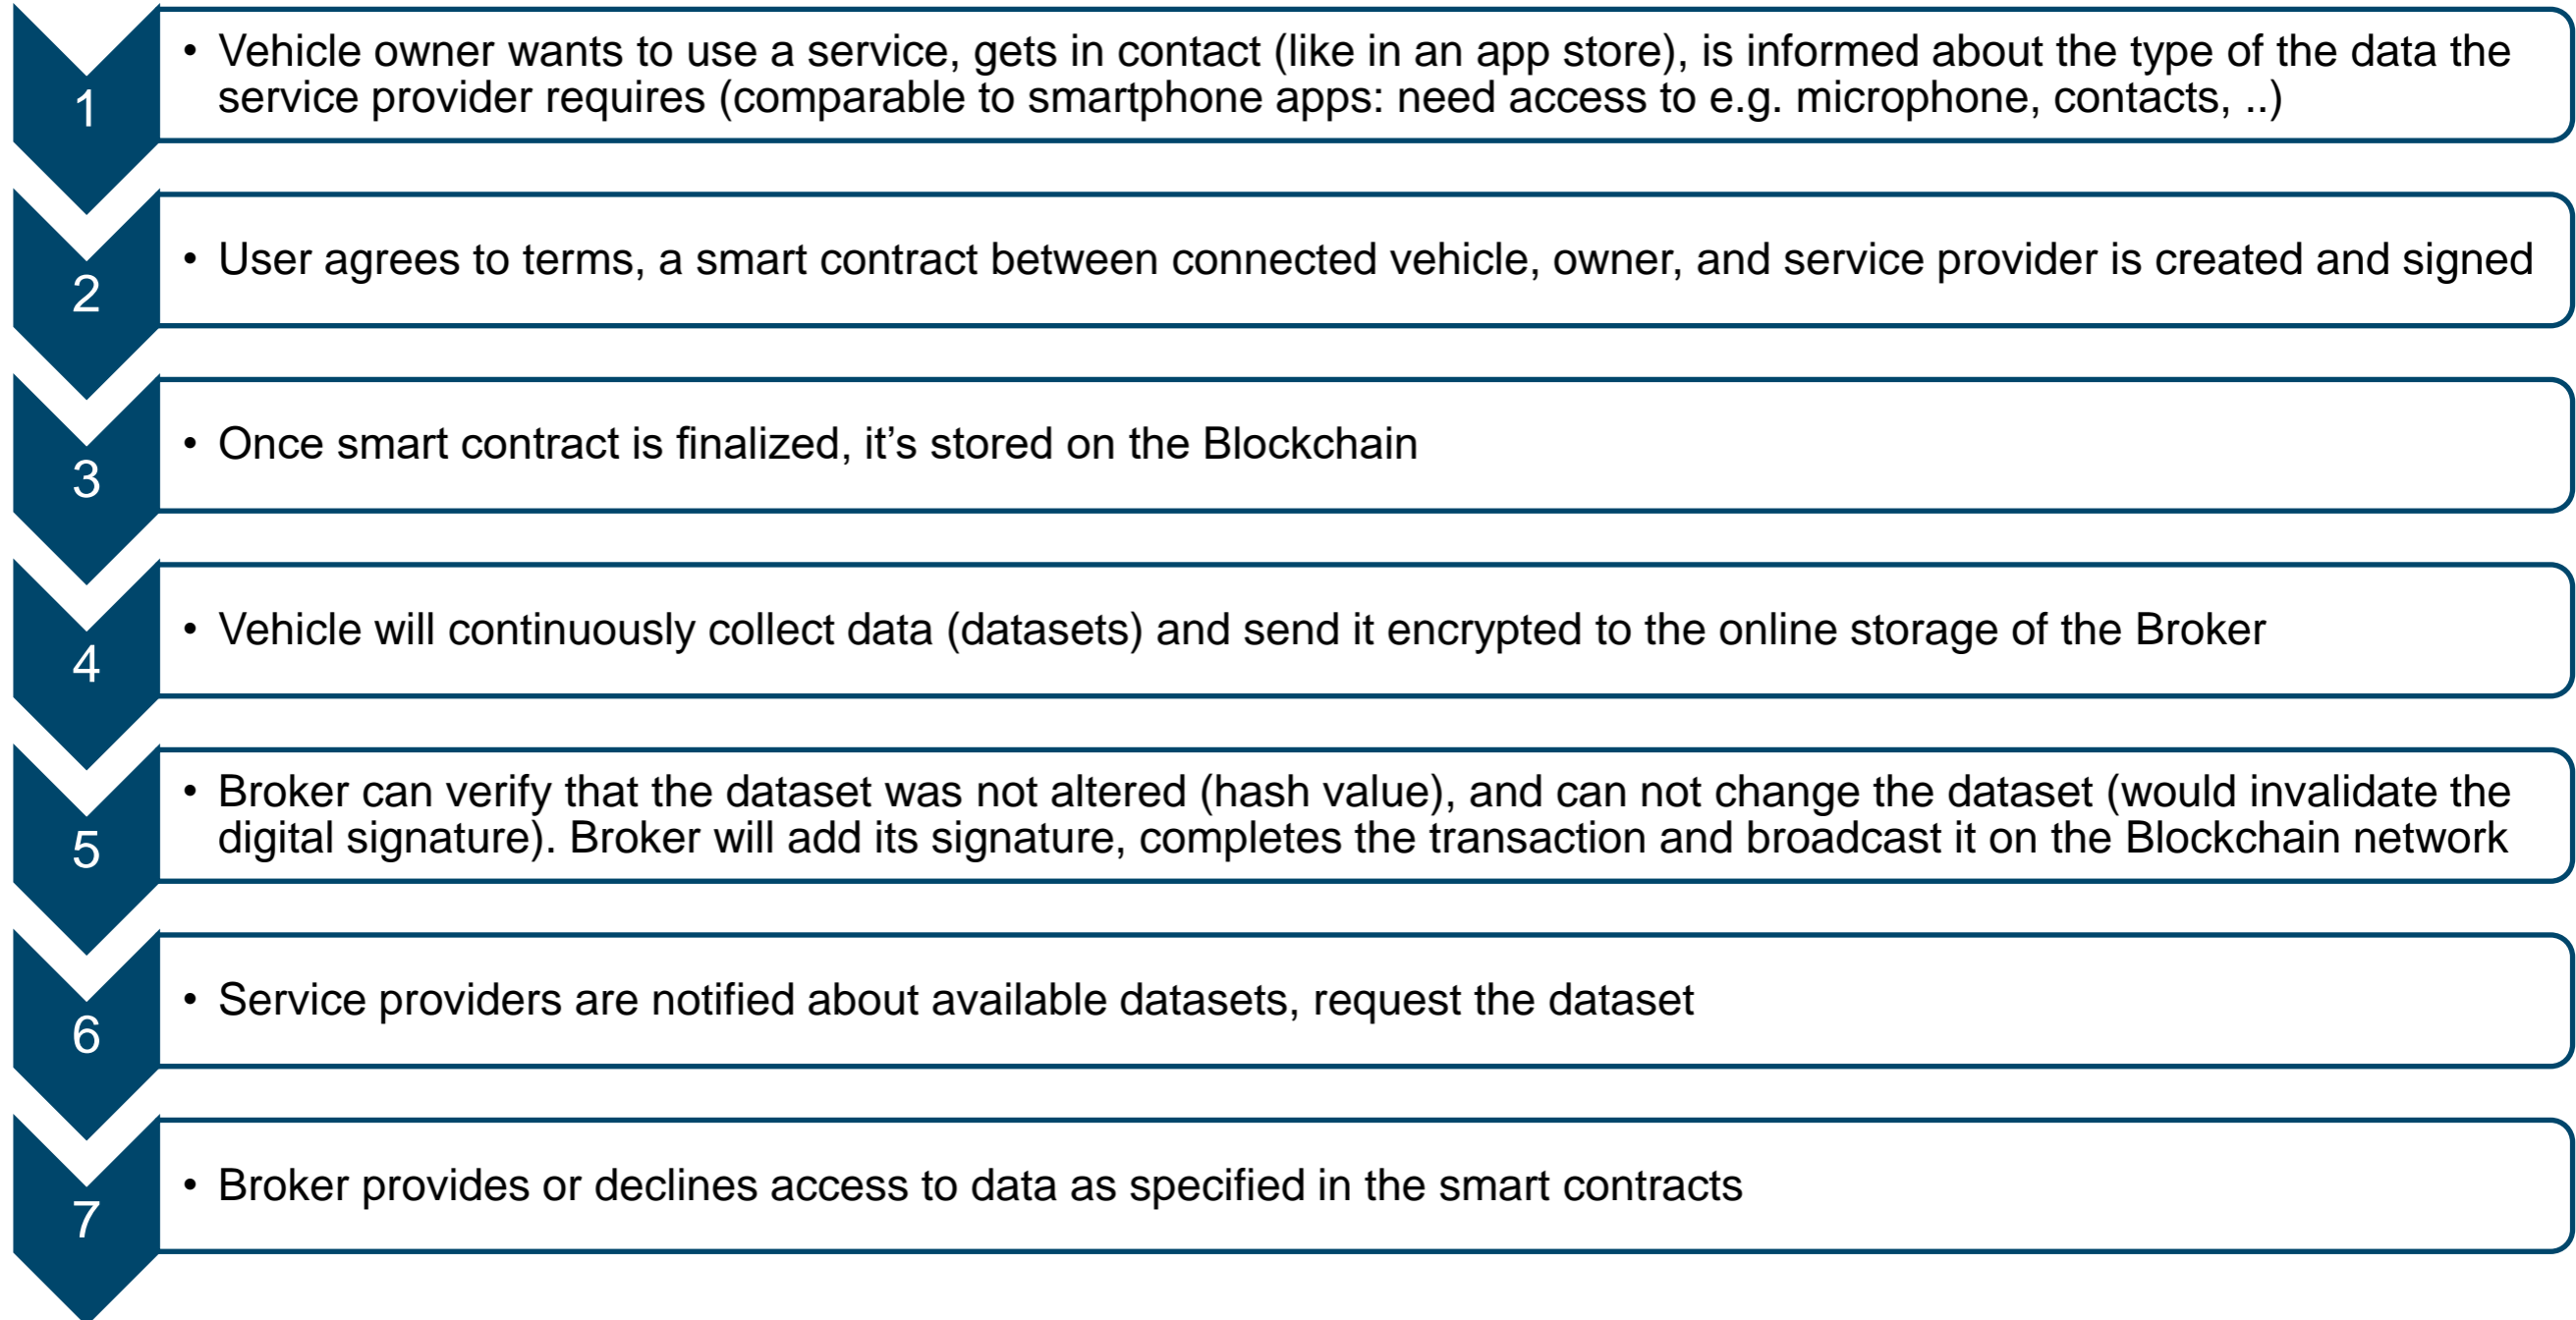 1
• Vehicle owner wants to use a service, gets in contact (like in an app store), is informed about the type of the data the
service provider requires (comparable to smartphone apps: need access to e.g. microphone, contacts, ..)
2
• User agrees to terms, a smart contract between connected vehicle, owner, and service provider is created and signed
3
• Once smart contract is finalized, it’s stored on the Blockchain
4
• Vehicle will continuously collect data (datasets) and send it encrypted to the online storage of the Broker
5
• Broker can verify that the dataset was not altered (hash value), and can not change the dataset (would invalidate the
digital signature). Broker will add its signature, completes the transaction and broadcast it on the Blockchain network
6
• Service providers are notified about available datasets, request the dataset
7
• Broker provides or declines access to data as specified in the smart contracts